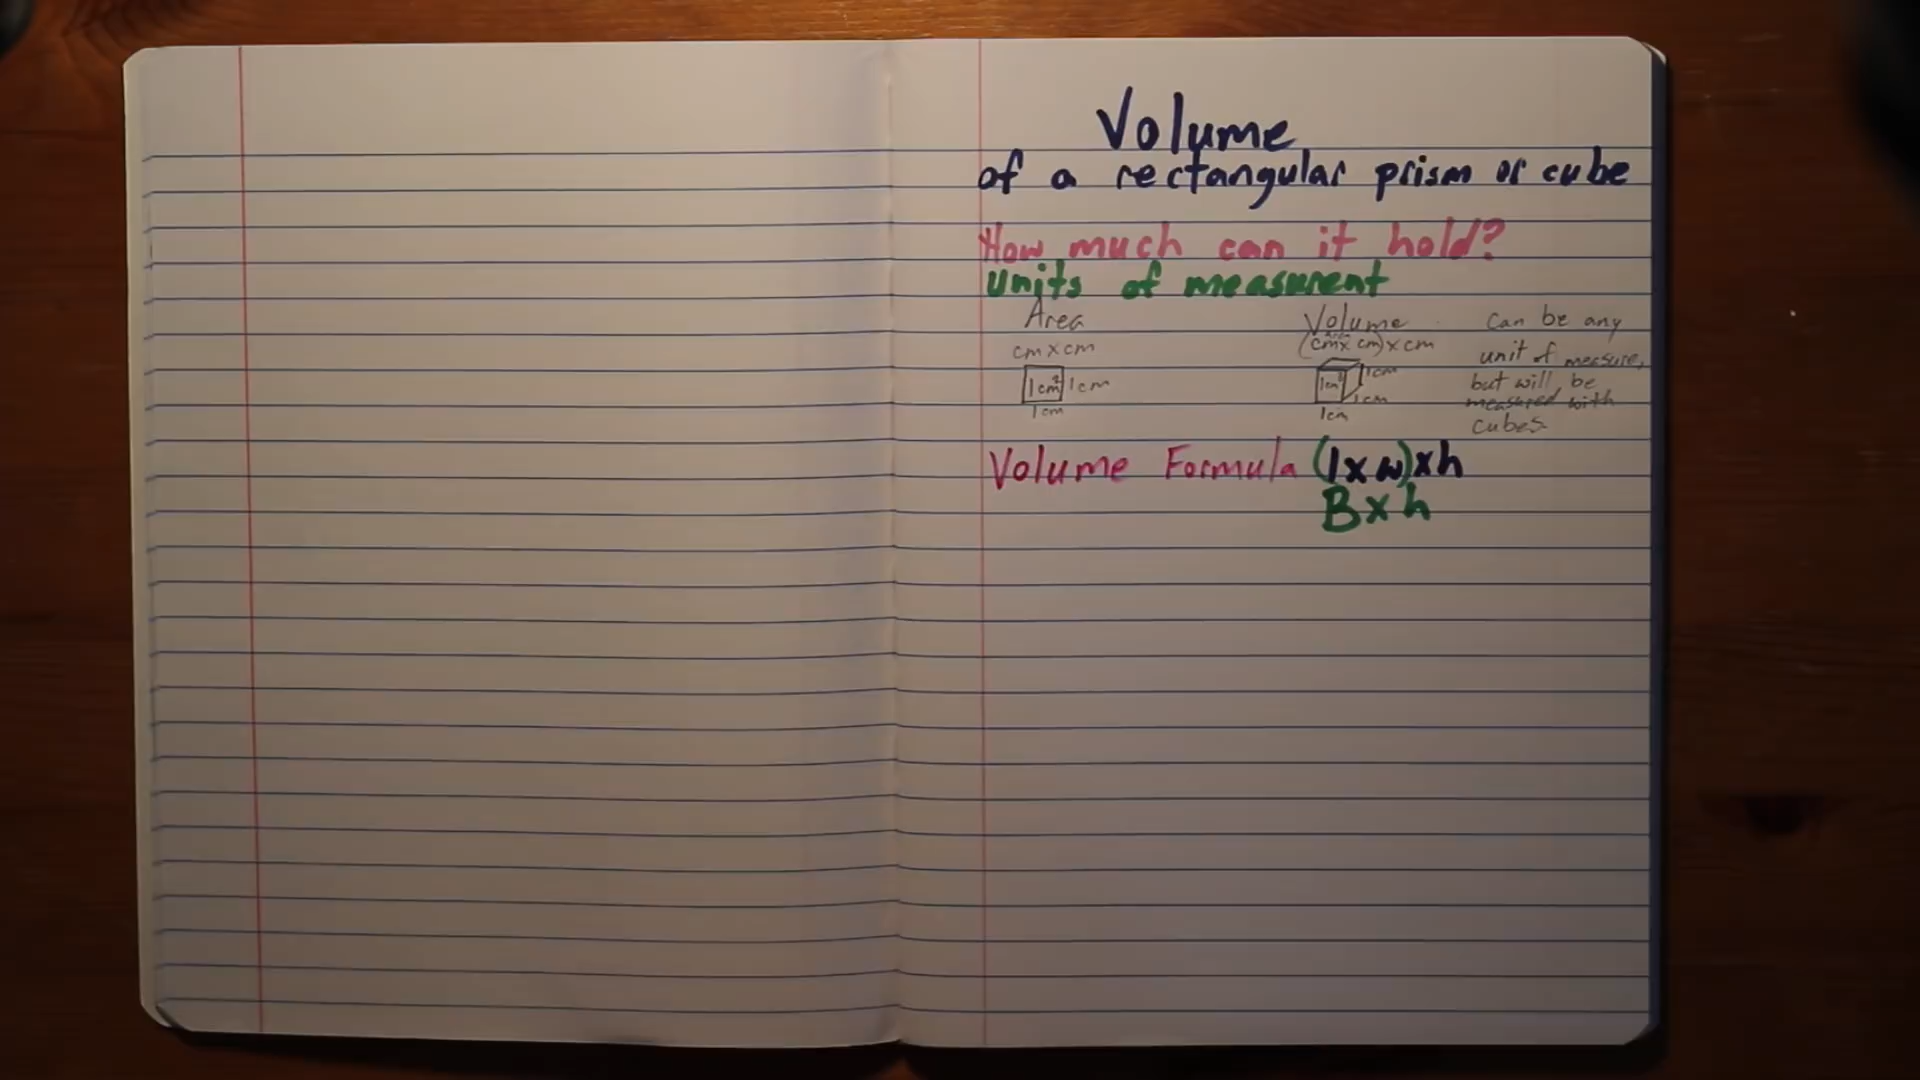 Volume
of a rectangular prism or cube
How much can it hold?
units of measurent
Area
cm x cm
1cm² 1cm
1cm
Volume
Area
(cm x cm) x cm
1cm³ 1cm
1cm
1cm
Can be any
unit of measure,
but will be
measured with
cubes.
Volume Formula (l x w) x h
B x h